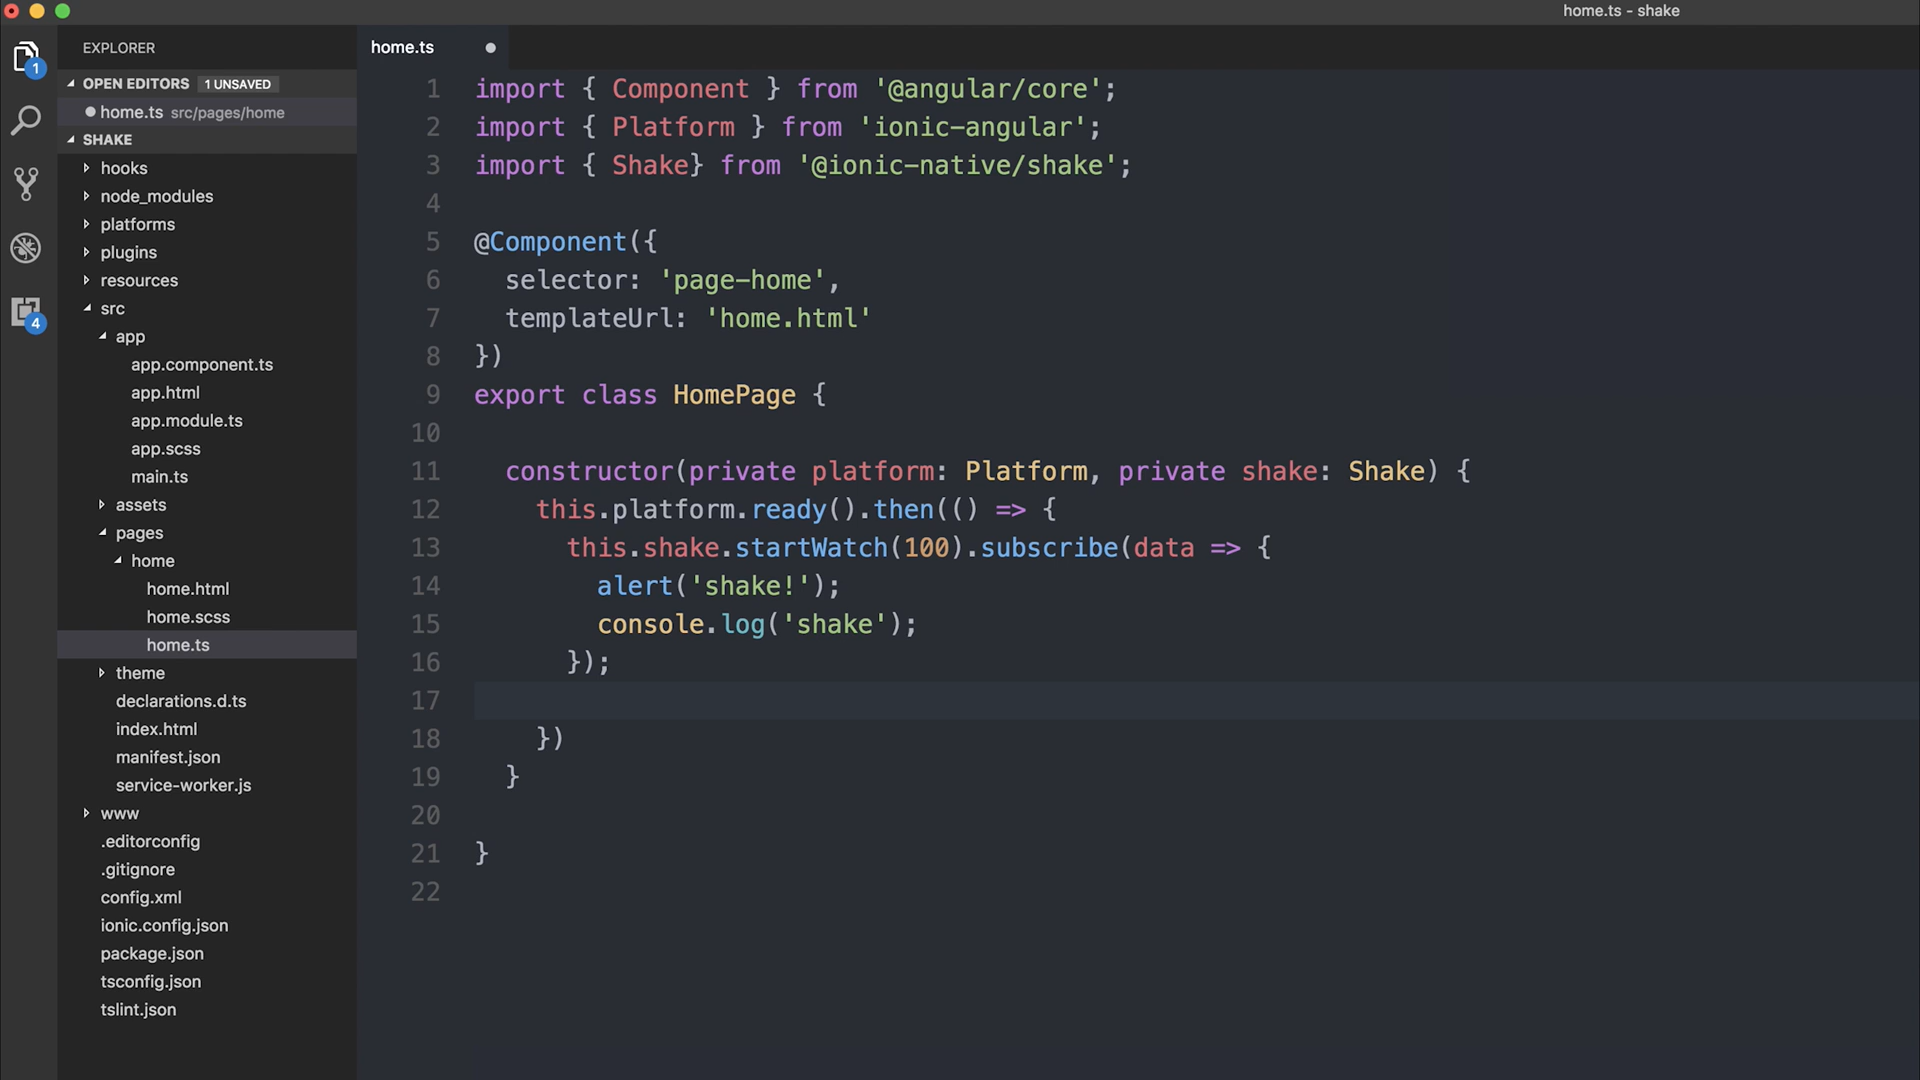 home.ts - shake
EXPLORER
OPEN EDITORS 1 UNSAVED
home.ts src/pages/home
SHAKE
hooks
node_modules
platforms
plugins
resources
src
app
app.component.ts
app.html
app.module.ts
app.scss
main.ts
assets
pages
home
home.html
home.scss
home.ts
theme
declarations.d.ts
index.html
manifest.json
service-worker.js
www
.editorconfig
.gitignore
config.xml
ionic.config.json
package.json
tsconfig.json
tslint.json
1
4
home.ts
1 import { Component } from '@angular/core';
2 import { Platform } from 'ionic-angular';
3 import { Shake} from '@ionic-native/shake';
4
5 @Component({
6   selector: 'page-home',
7   templateUrl: 'home.html'
8 })
9 export class HomePage {
10
11   constructor(private platform: Platform, private shake: Shake) {
12     this.platform.ready().then(() => {
13       this.shake.startWatch(100).subscribe(data => {
14         alert('shake!');
15         console.log('shake');
16       });
17
18     })
19   }
20
21 }
22